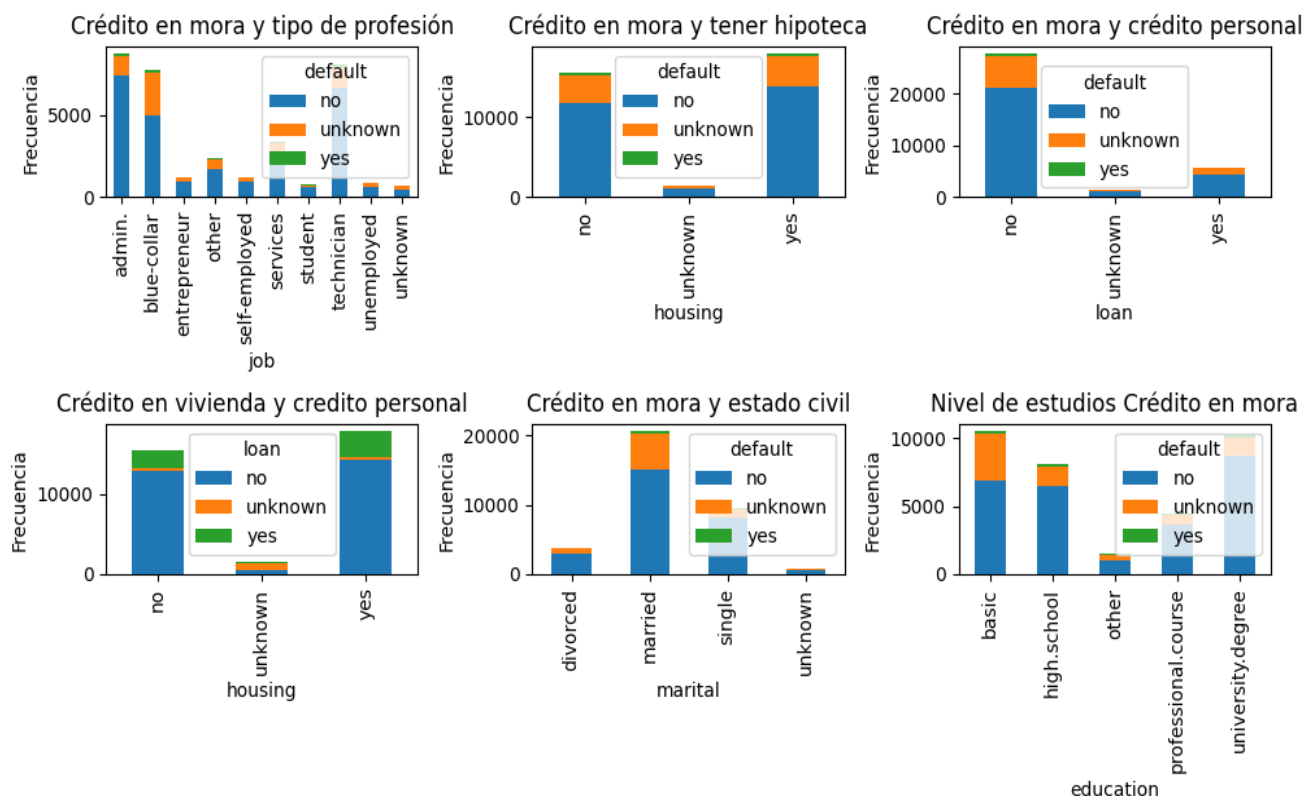 Crédito en mora y tipo de profesión
Frecuencia
5000
0
default
no
unknown
yes
admin.
blue-collar
entrepreneur
other
self-employed
services
student
technician
unemployed
unknown
job
Crédito en mora y tener hipoteca
Frecuencia
10000
0
default
no
unknown
yes
no
unknown
yes
housing
Crédito en mora y crédito personal
Frecuencia
20000
10000
0
default
no
unknown
yes
no
unknown
yes
loan
Crédito en vivienda y credito personal
Frecuencia
10000
0
loan
no
unknown
yes
no
unknown
yes
housing
Crédito en mora y estado civil
Frecuencia
20000
10000
0
default
no
unknown
yes
divorced
married
single
unknown
marital
Nivel de estudios Crédito en mora
Frecuencia
10000
5000
0
default
no
unknown
yes
basic
high.school
other
professional.course
university.degree
education